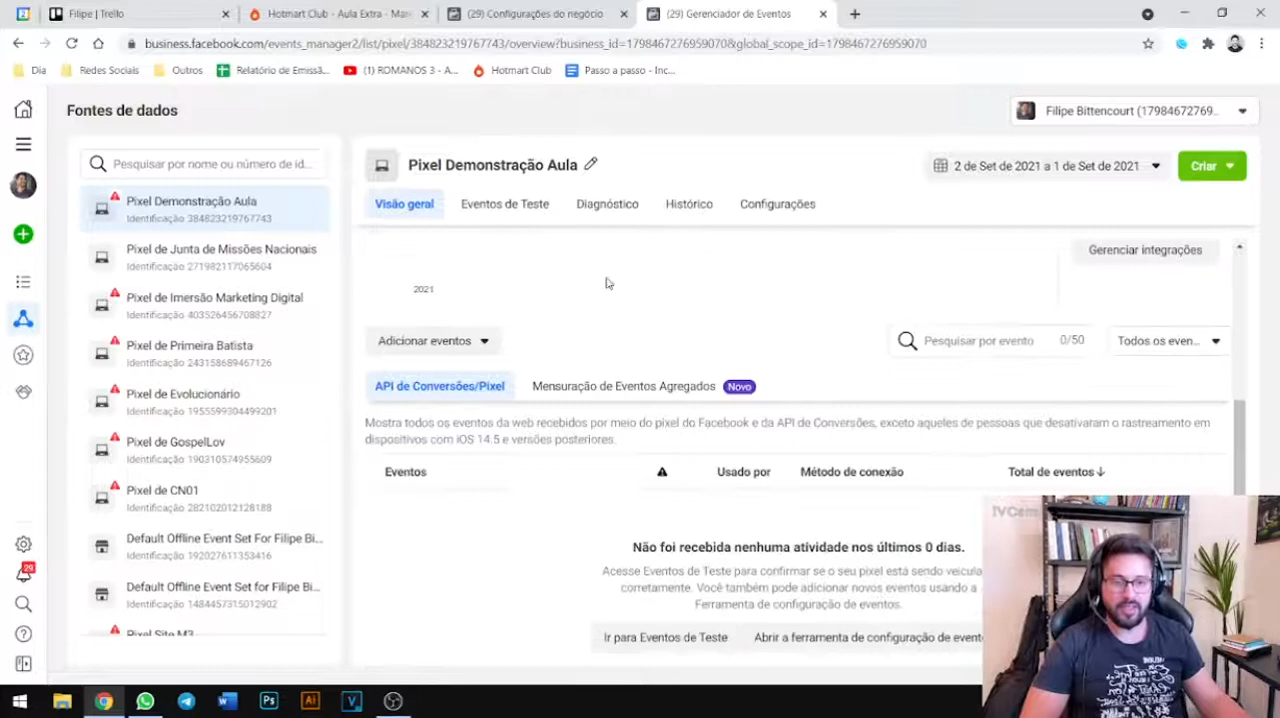 Filipe | Trello
Hotmart Club - Aula Extra - Mar
(29) Configurações do negócio
(29) Gerenciador de Eventos
business.facebook.com/events_manager2/list/pixel/384823219767743/overview?business_id=1798467276959070&global_scope_id=1798467276959070
Dia
Redes Sociais
Outros
Relatório de Emissã...
(1) ROMANOS 3 - A...
Hotmart Club
Passo a passo - Inc...
Fontes de dados
Filipe Bittencourt (17984672769...
Pesquisar por nome ou número de id...
Pixel Demonstração Aula
Identificação 384823219767743
Pixel de Junta de Missões Nacionais
Identificação 271982117065604
Pixel de Imersão Marketing Digital
Identificação 403526456708827
Pixel de Primeira Batista
Identificação 243158689467126
Pixel de Evolucionário
Identificação 1955599304499201
Pixel de GospelLov
Identificação 190310574955609
Pixel de CN01
Identificação 282102012128188
Default Offline Event Set For Filipe Bi...
Identificação 192027611353416
Default Offline Event Set for Filipe Bi...
Identificação 1484457315012902
Pixel Site M3
29
Pixel Demonstração Aula
2 de Set de 2021 a 1 de Set de 2021
Criar
Visão geral
Eventos de Teste
Diagnóstico
Histórico
Configurações
Gerenciar integrações
2021
Adicionar eventos
Pesquisar por evento
0/50
Todos os even...
API de Conversões/Pixel
Mensuração de Eventos Agregados
Novo
Mostra todos os eventos da web recebidos por meio do pixel do Facebook e da API de Conversões, exceto aqueles de pessoas que desativaram o rastreamento em
dispositivos com iOS 14.5 e versões posteriores.
Eventos
Usado por
Método de conexão
Total de eventos
Não foi recebida nenhuma atividade nos últimos 0 dias.
Acesse Eventos de Teste para confirmar se o seu pixel está sendo veicula
corretamente. Você também pode adicionar novos eventos usando a
Ferramenta de configuração de eventos.
Ir para Eventos de Teste
Abrir a ferramenta de configuração de evento
Ps
Ai